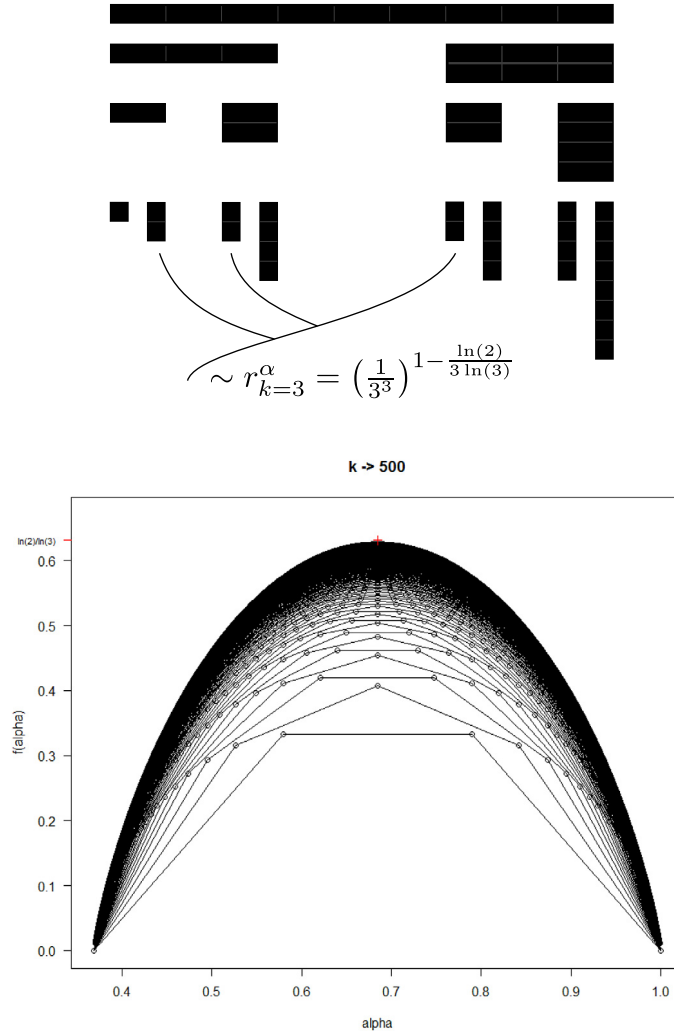 ∼ r^α_{k=3} = (1/3^3)^{1 − ln(2)/(3 ln(3))}
k -> 500
ln(2)/ln(3)
0.6
0.5
0.4
0.3
0.2
0.1
0.0
f(alpha)
0.4 0.5 0.6 0.7 0.8 0.9 1.0
alpha